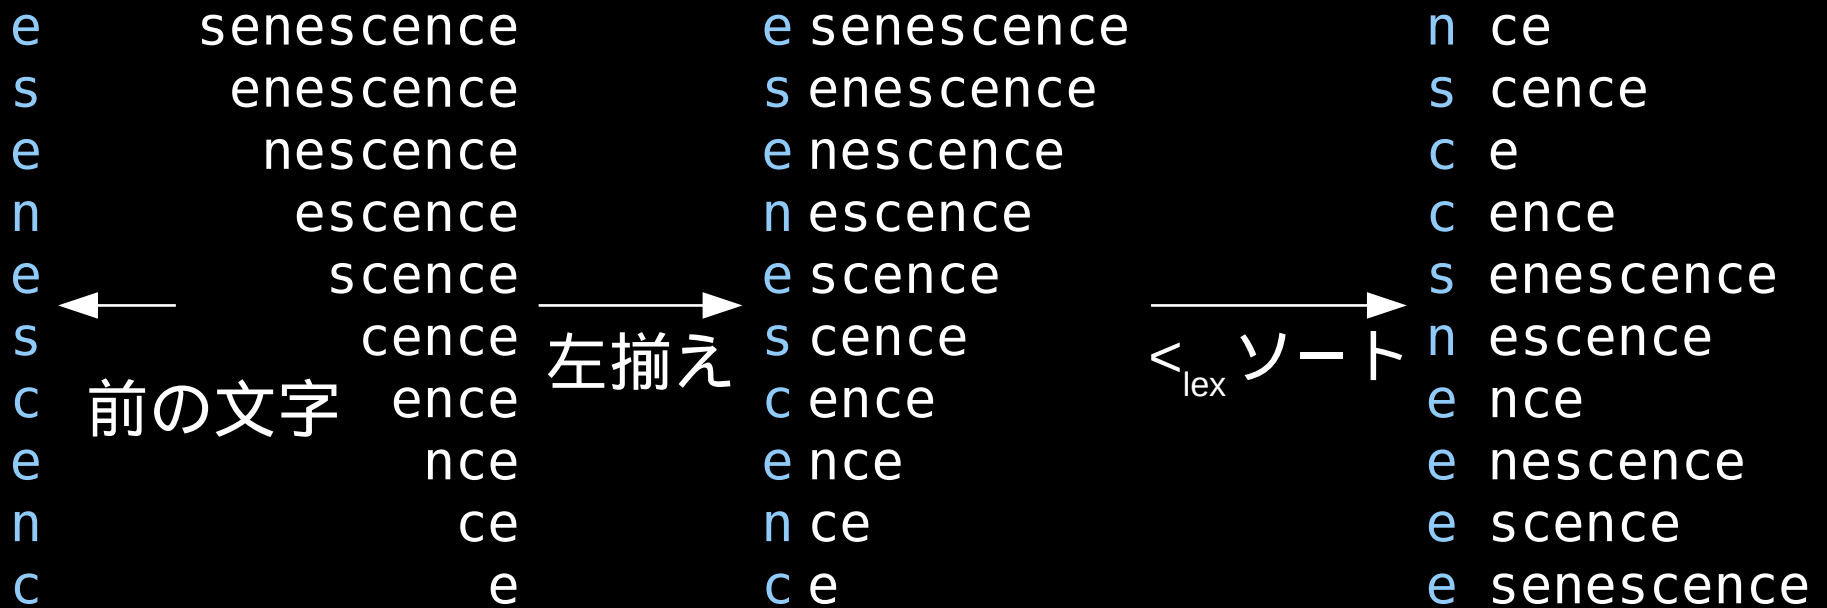 e senescence e senescence n ce
s enescence s enescence s cence
e nescence e nescence c e
n escence n escence c ence
e scence e scence s enescence
s cence s cence n escence
左揃え <lex ソート
前の文字
c ence c ence e nce
e nce e nce e nescence
n ce n ce e scence
c e c e e senescence